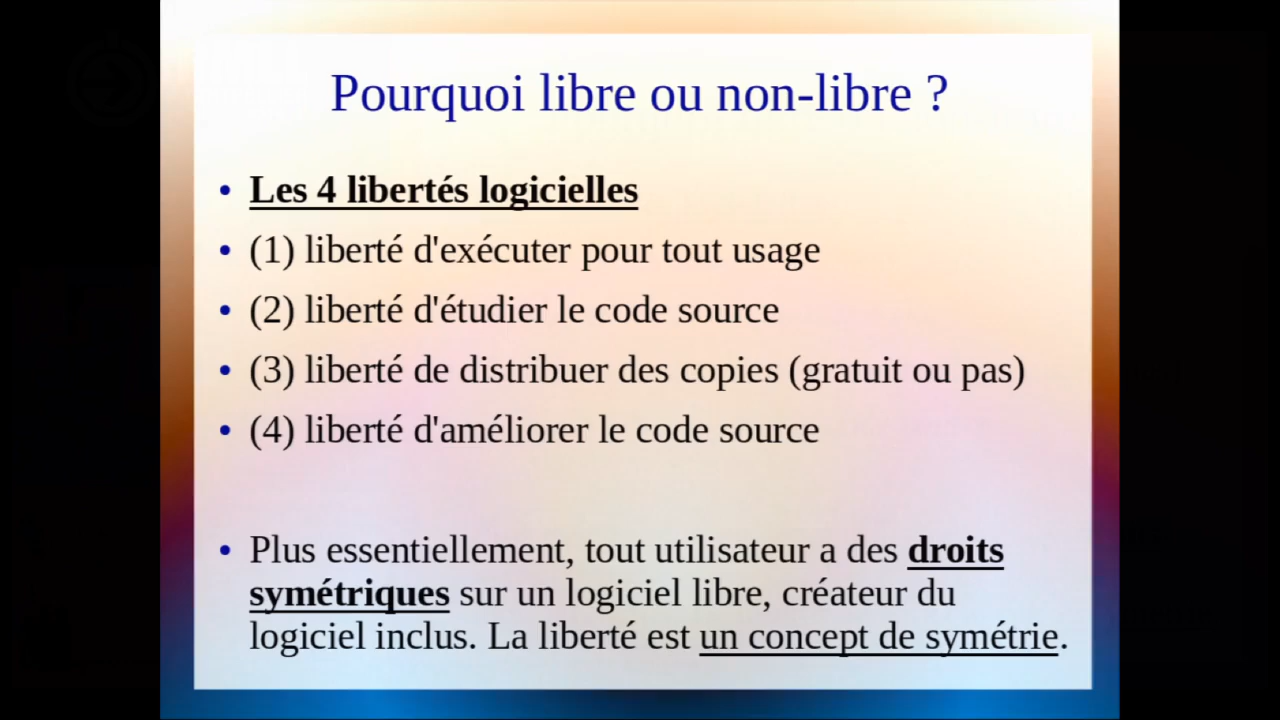 Pourquoi libre ou non-libre ?
• Les 4 libertés logicielles
• (1) liberté d'exécuter pour tout usage
• (2) liberté d'étudier le code source
• (3) liberté de distribuer des copies (gratuit ou pas)
• (4) liberté d'améliorer le code source
• Plus essentiellement, tout utilisateur a des droits
symétriques sur un logiciel libre, créateur du
logiciel inclus. La liberté est un concept de symétrie.